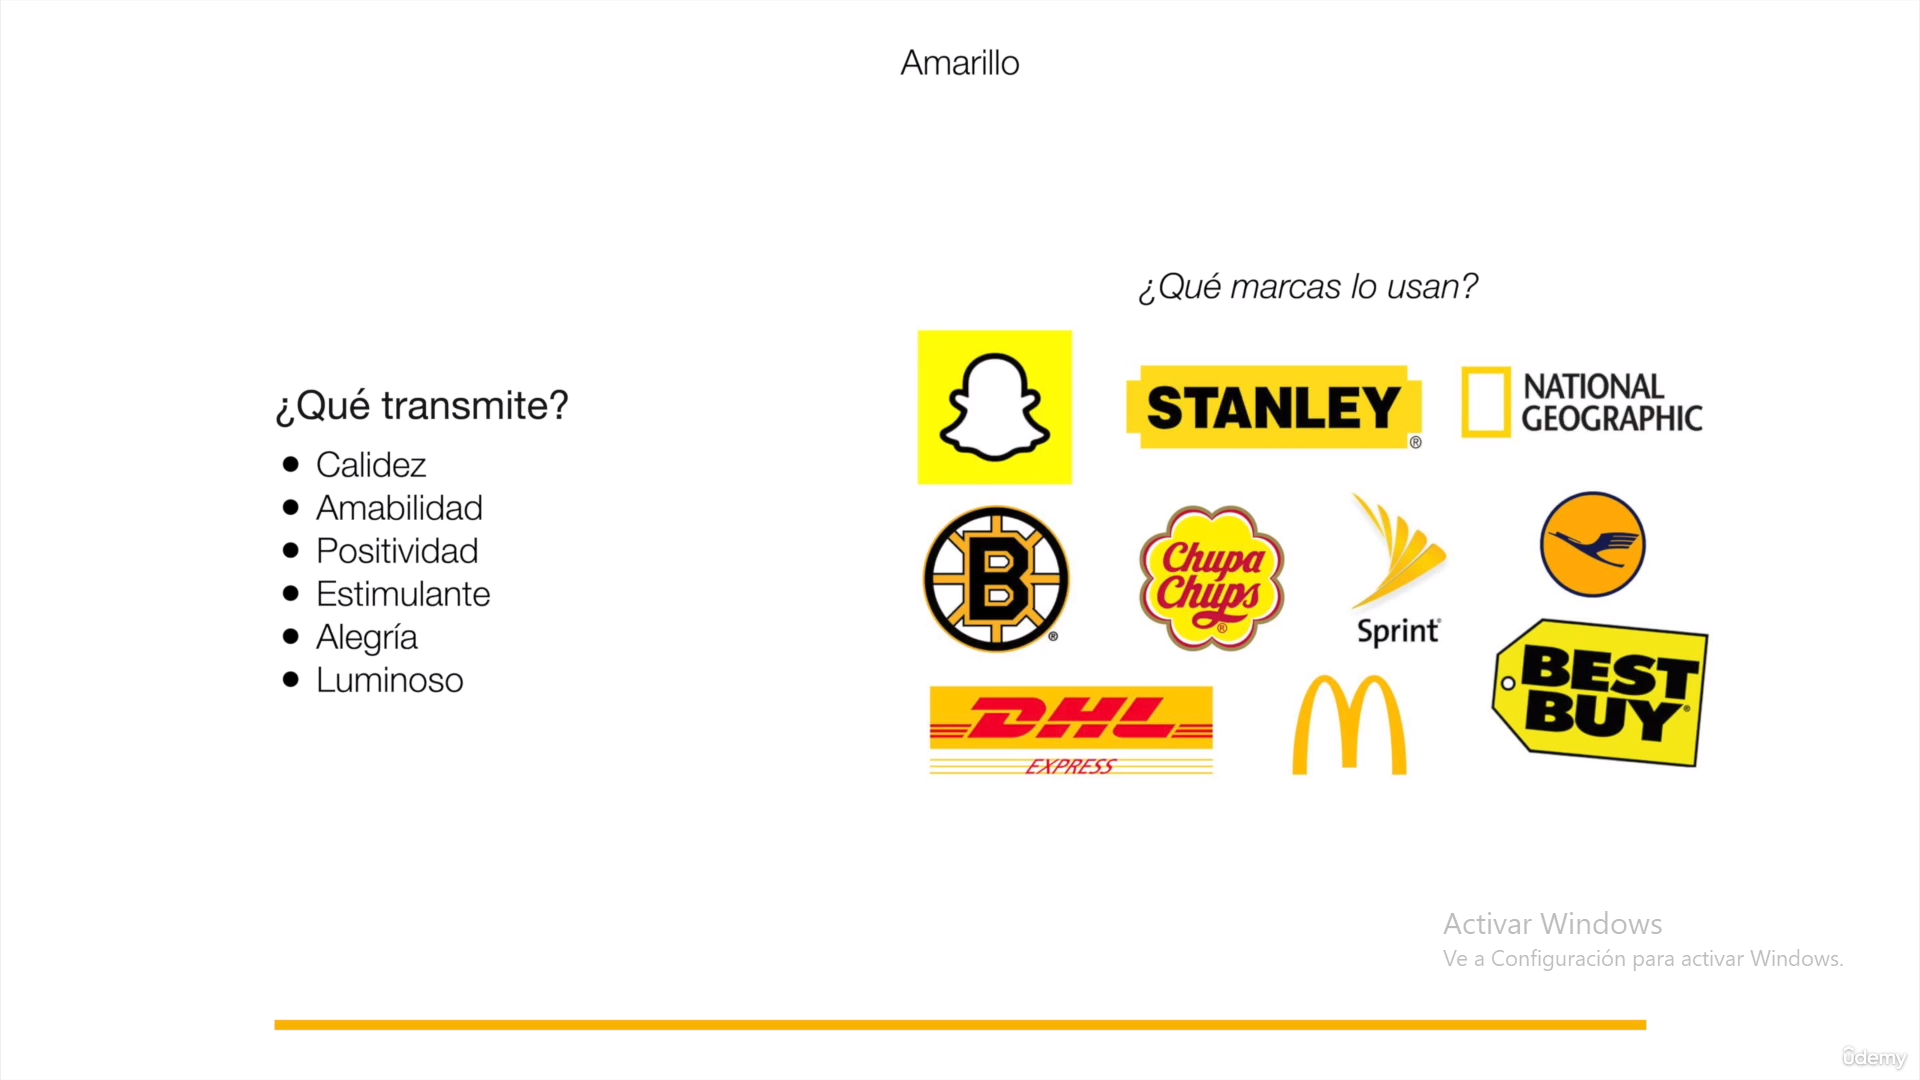 Amarillo
¿Qué transmite?
● Calidez
● Amabilidad
● Positividad
● Estimulante
● Alegría
● Luminoso
¿Qué marcas lo usan?
STANLEY®
NATIONAL
GEOGRAPHIC
B®
Chupa
Chups®
Sprint®
DHL
EXPRESS
M
BEST
BUY®
Activar Windows
Ve a Configuración para activar Windows.
ûdemy